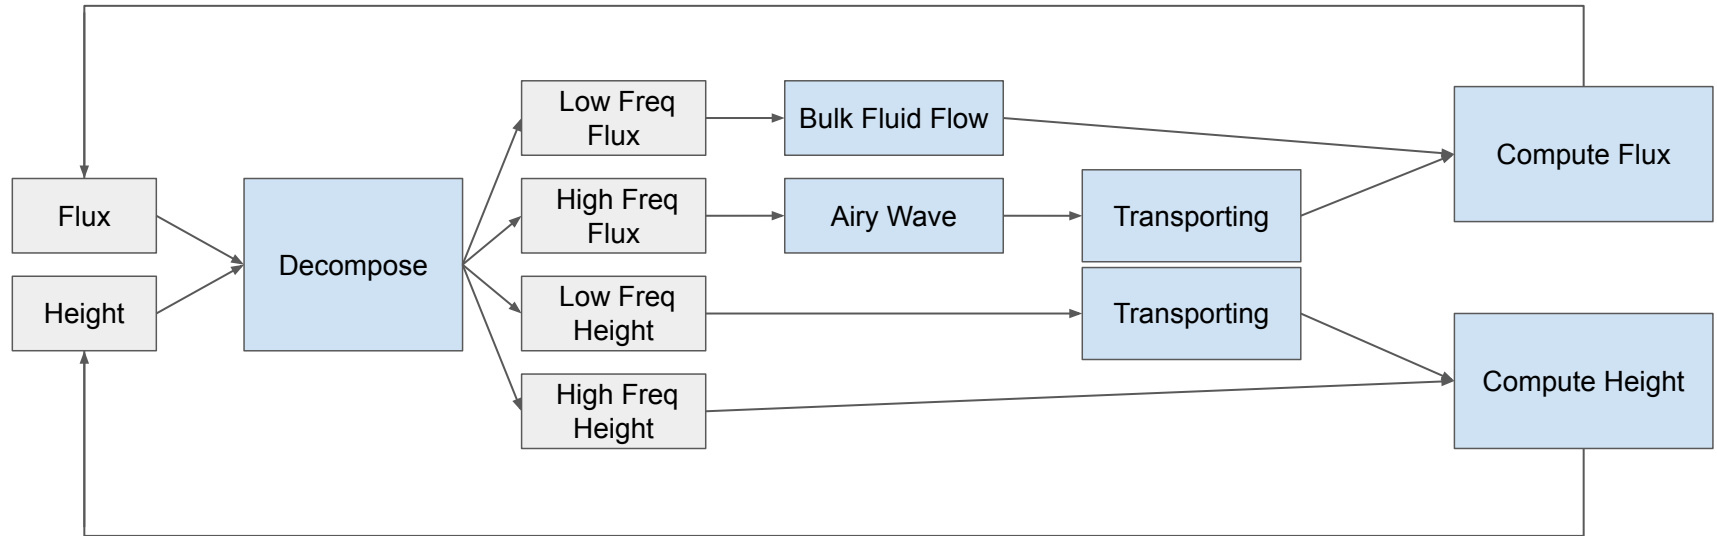 Flux
Height
Decompose
Low Freq
Flux
High Freq
Flux
Low Freq
Height
High Freq
Height
Bulk Fluid Flow
Airy Wave
Transporting
Transporting
Compute Flux
Compute Height